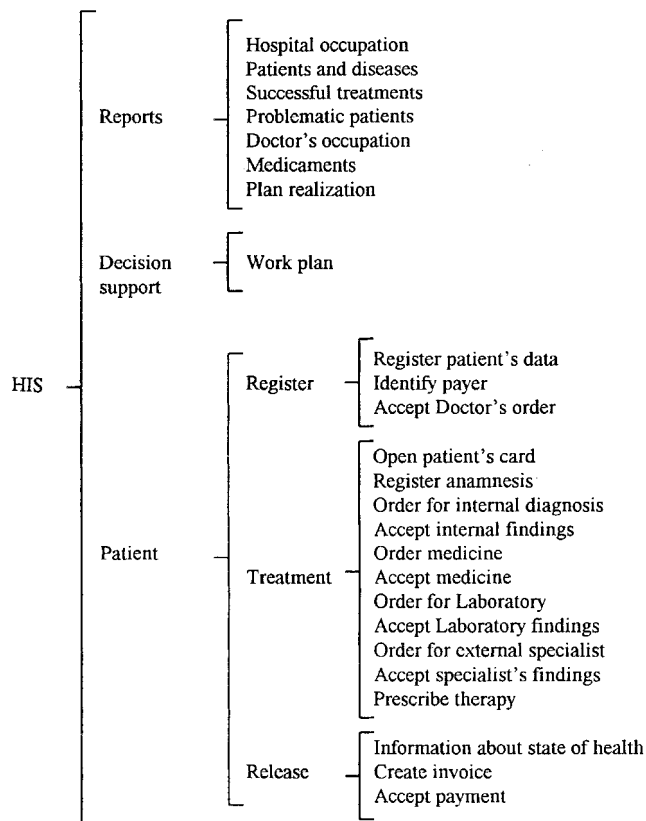 HIS
Reports
Hospital occupation
Patients and diseases
Successful treatments
Problematic patients
Doctor's occupation
Medicaments
Plan realization
Decision
support
Work plan
Patient
Register
Register patient's data
Identify payer
Accept Doctor's order
Treatment
Open patient's card
Register anamnesis
Order for internal diagnosis
Accept internal findings
Order medicine
Accept medicine
Order for Laboratory
Accept Laboratory findings
Order for external specialist
Accept specialist's findings
Prescribe therapy
Release
Information about state of health
Create invoice
Accept payment